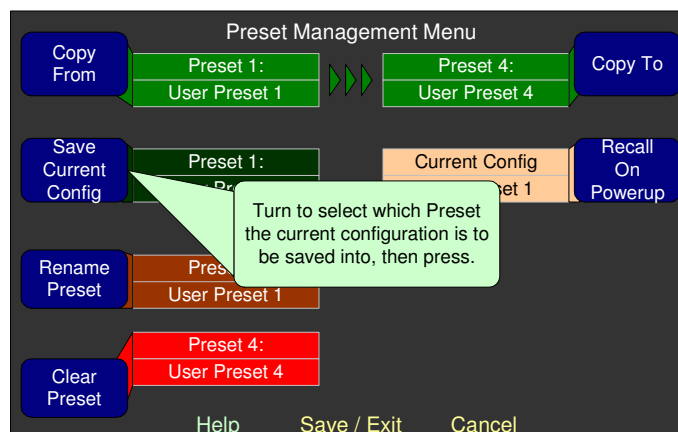 Preset Management Menu
Copy
From
Preset 1:
User Preset 1
Preset 4:
User Preset 4
Copy To
Save
Current
Config
Preset 1:
Current Config
Recall
On
Powerup
Turn to select which Preset
the current configuration is to
be saved into, then press.
Rename
Preset
User Preset 1
Preset 4:
User Preset 4
Clear
Preset
Help
Save / Exit
Cancel